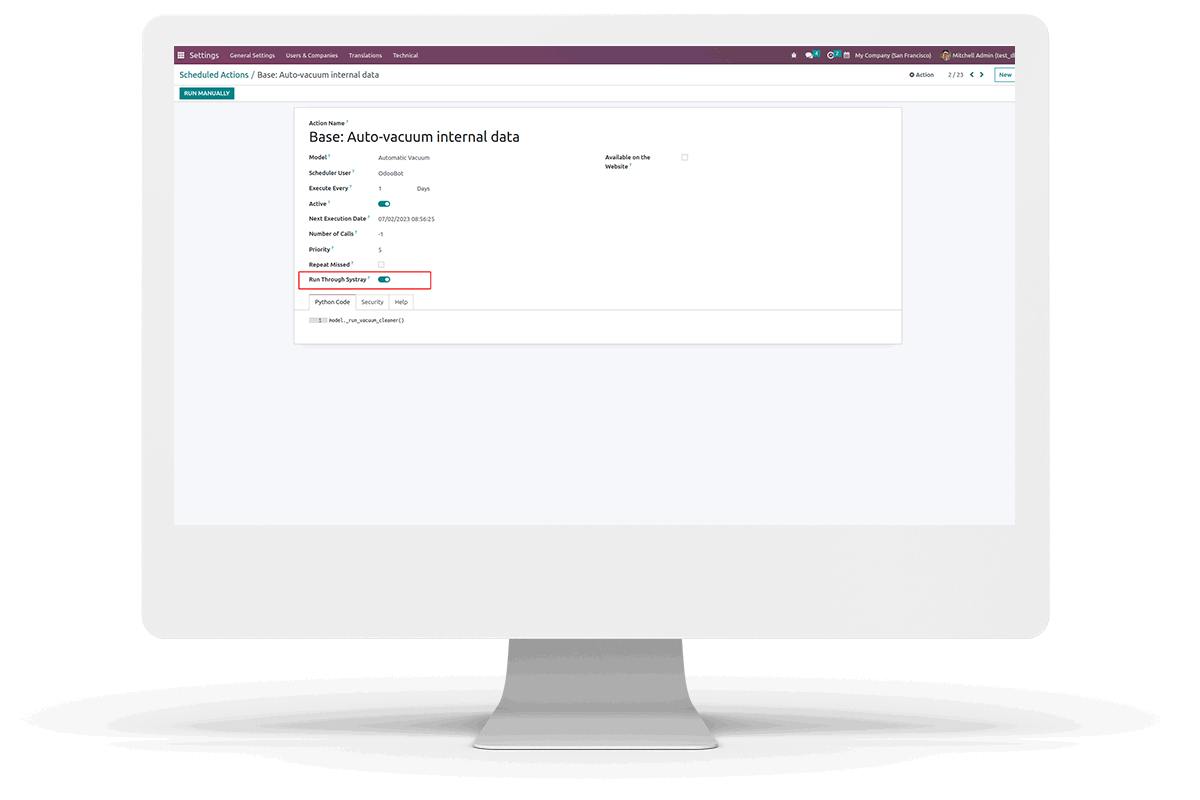 Settings General Settings Users & Companies Translations Technical 4 2 My Company (San Francisco) Mitchell Admin (test_d
Scheduled Actions / Base: Auto-vacuum internal data Action 2 / 23 New
RUN MANUALLY
Action Name ?
Base: Auto-vacuum internal data
Model ? Automatic Vacuum Available on the
Website ?
Scheduler User ? OdooBot
Execute Every ? 1 Days
Active ?
Next Execution Date ? 07/02/2023 08:56:25
Number of Calls ? -1
Priority ? 5
Repeat Missed ?
Run Through Systray ?
Python Code Security Help
1 model._run_vacuum_cleaner()